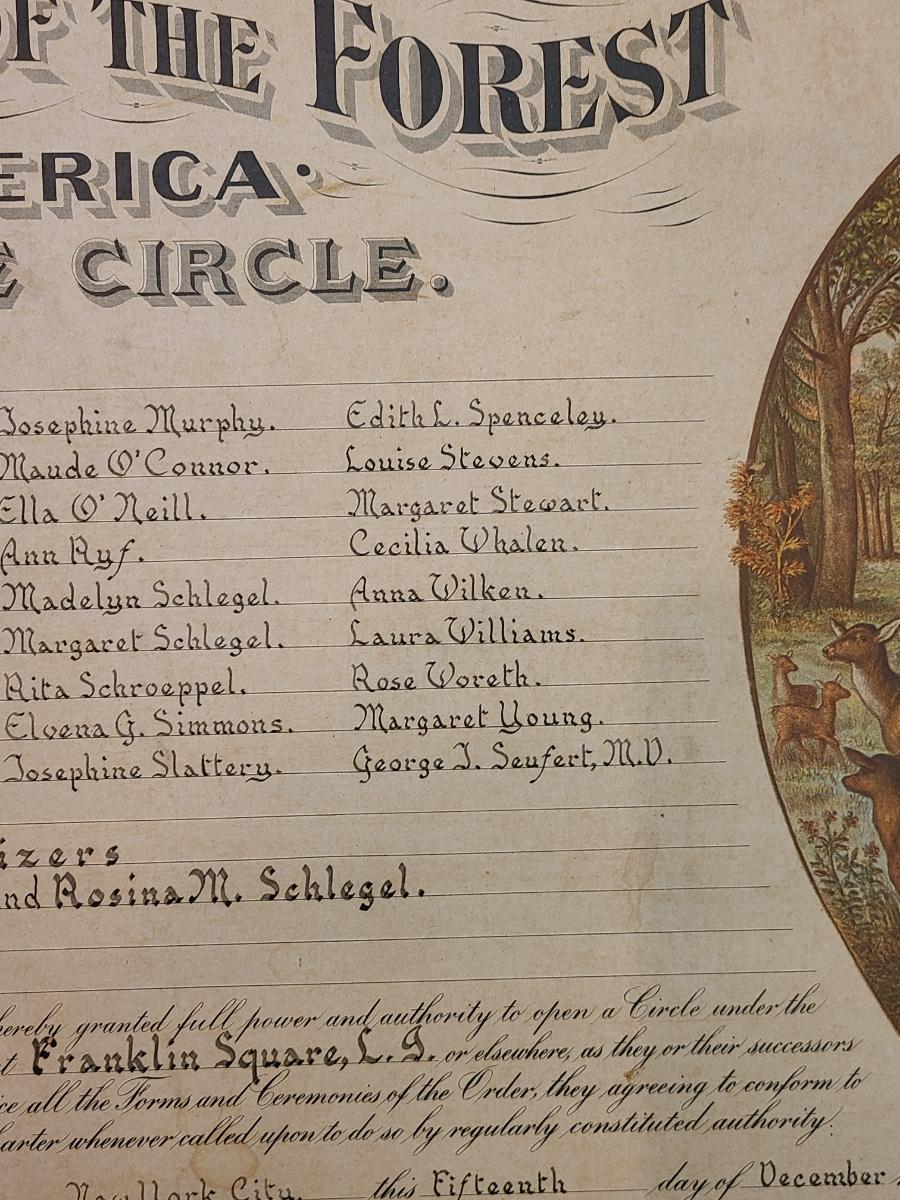 OF THE FOREST
ERICA·
E CIRCLE.
Josephine Murphy. Edith L. Spenceley.
Maude O'Connor. Louise Stevens.
Ella O'Neill. Margaret Stewart.
Ann Ryf. Cecilia Whalen.
Madelyn Schlegel. Anna Wilken.
Margaret Schlegel. Laura Williams.
Rita Schroeppel. Rose Woreth.
Elvena G. Simmons. Margaret Young.
Josephine Slattery. George J. Seufert, M.D.
izers
nd Rosina M. Schlegel.
hereby granted full power and authority to open a Circle under the
t Franklin Square, L. I. or elsewhere, as they or their successors
ice all the Forms and Ceremonies of the Order, they agreeing to conform to
harter whenever called upon to do so by regularly constituted authority.
New York City. this Fifteenth day of December